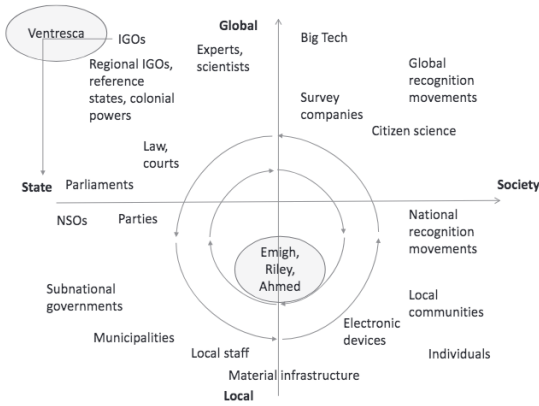 Global
Ventresca
IGOs
Big Tech
Experts,
scientists
Regional IGOs,
reference
states, colonial
powers
Global
recognition
movements
Survey
companies
Citizen science
Law,
courts
State
Parliaments
Society
NSOs
Parties
National
recognition
movements
Emigh,
Riley,
Ahmed
Subnational
governments
Local
communities
Electronic
devices
Municipalities
Local staff
Individuals
Material infrastructure
Local